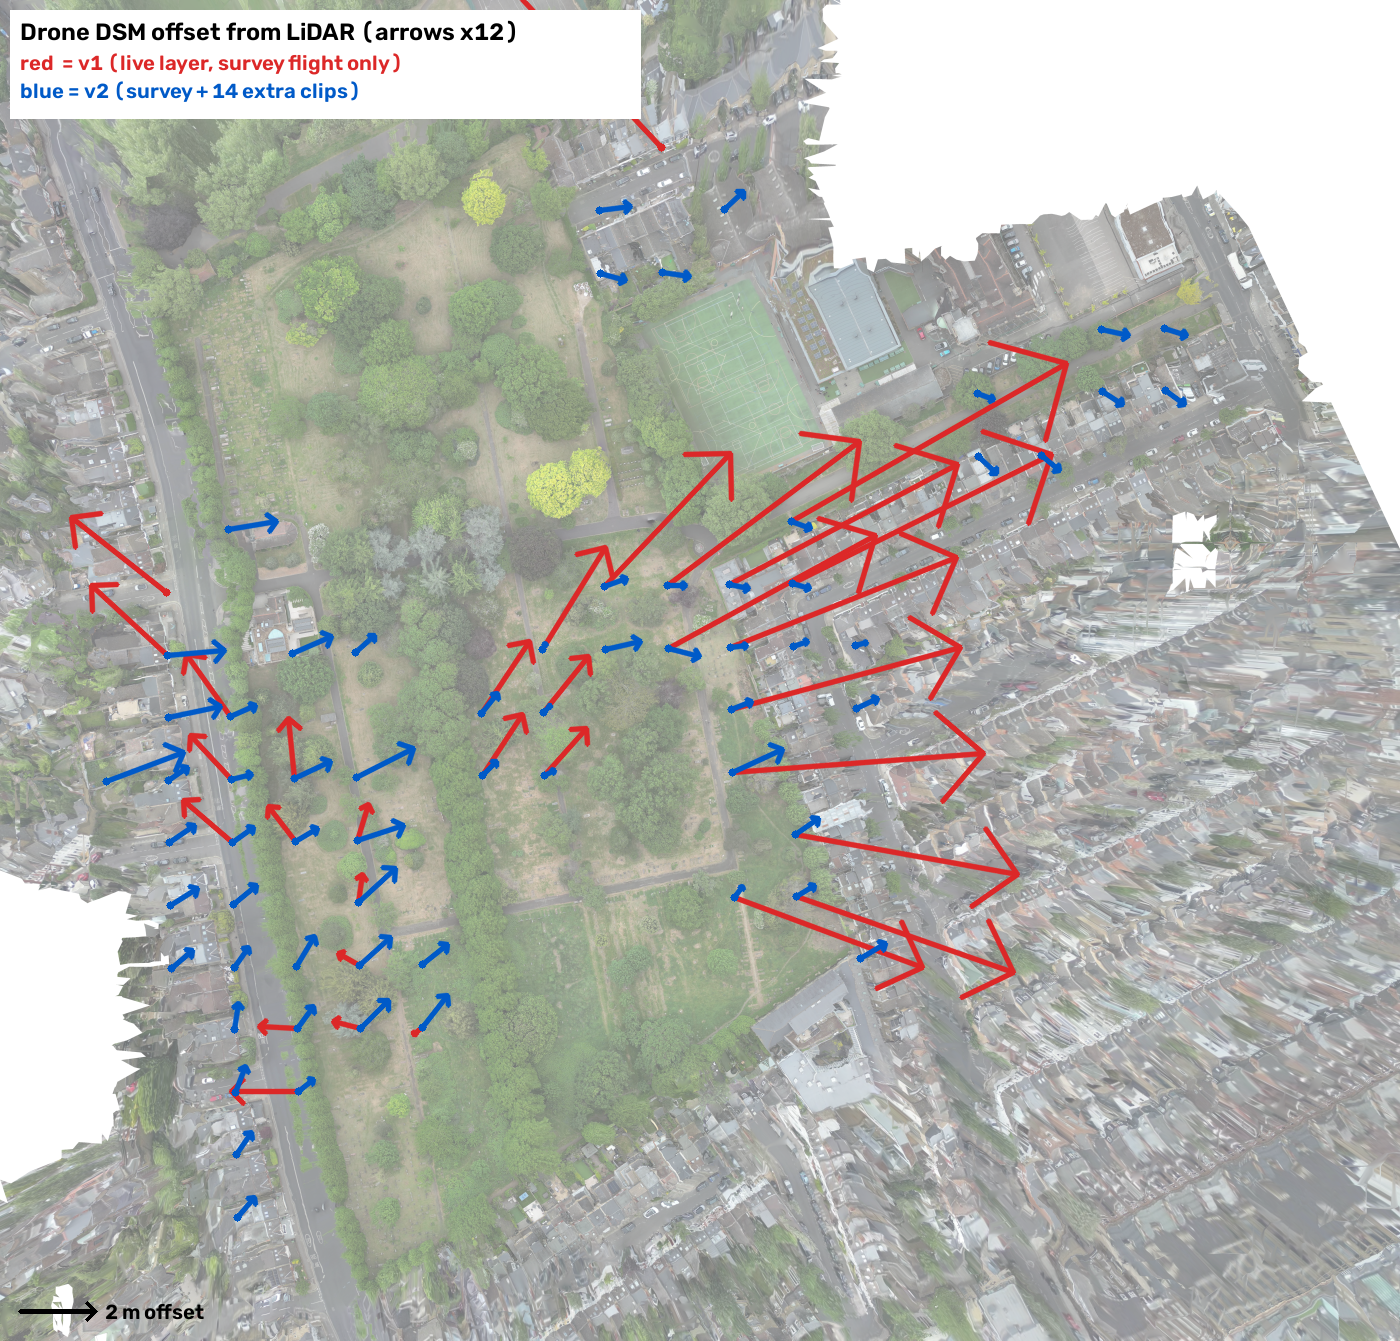 Drone DSM offset from LiDAR (arrows x12)
red = v1 (live layer, survey flight only)
blue = v2 (survey + 14 extra clips)
2 m offset